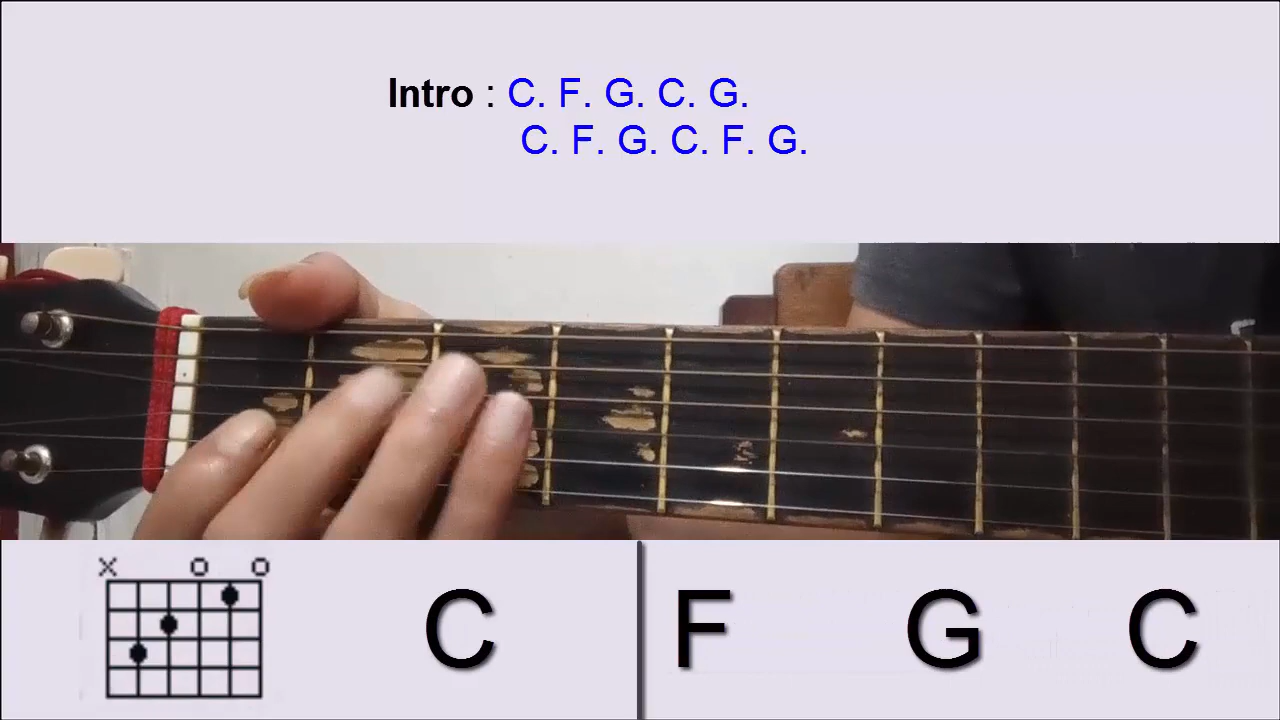 Intro : C. F. G. C. G.
C. F. G. C. F. G.
x o o
C F G C